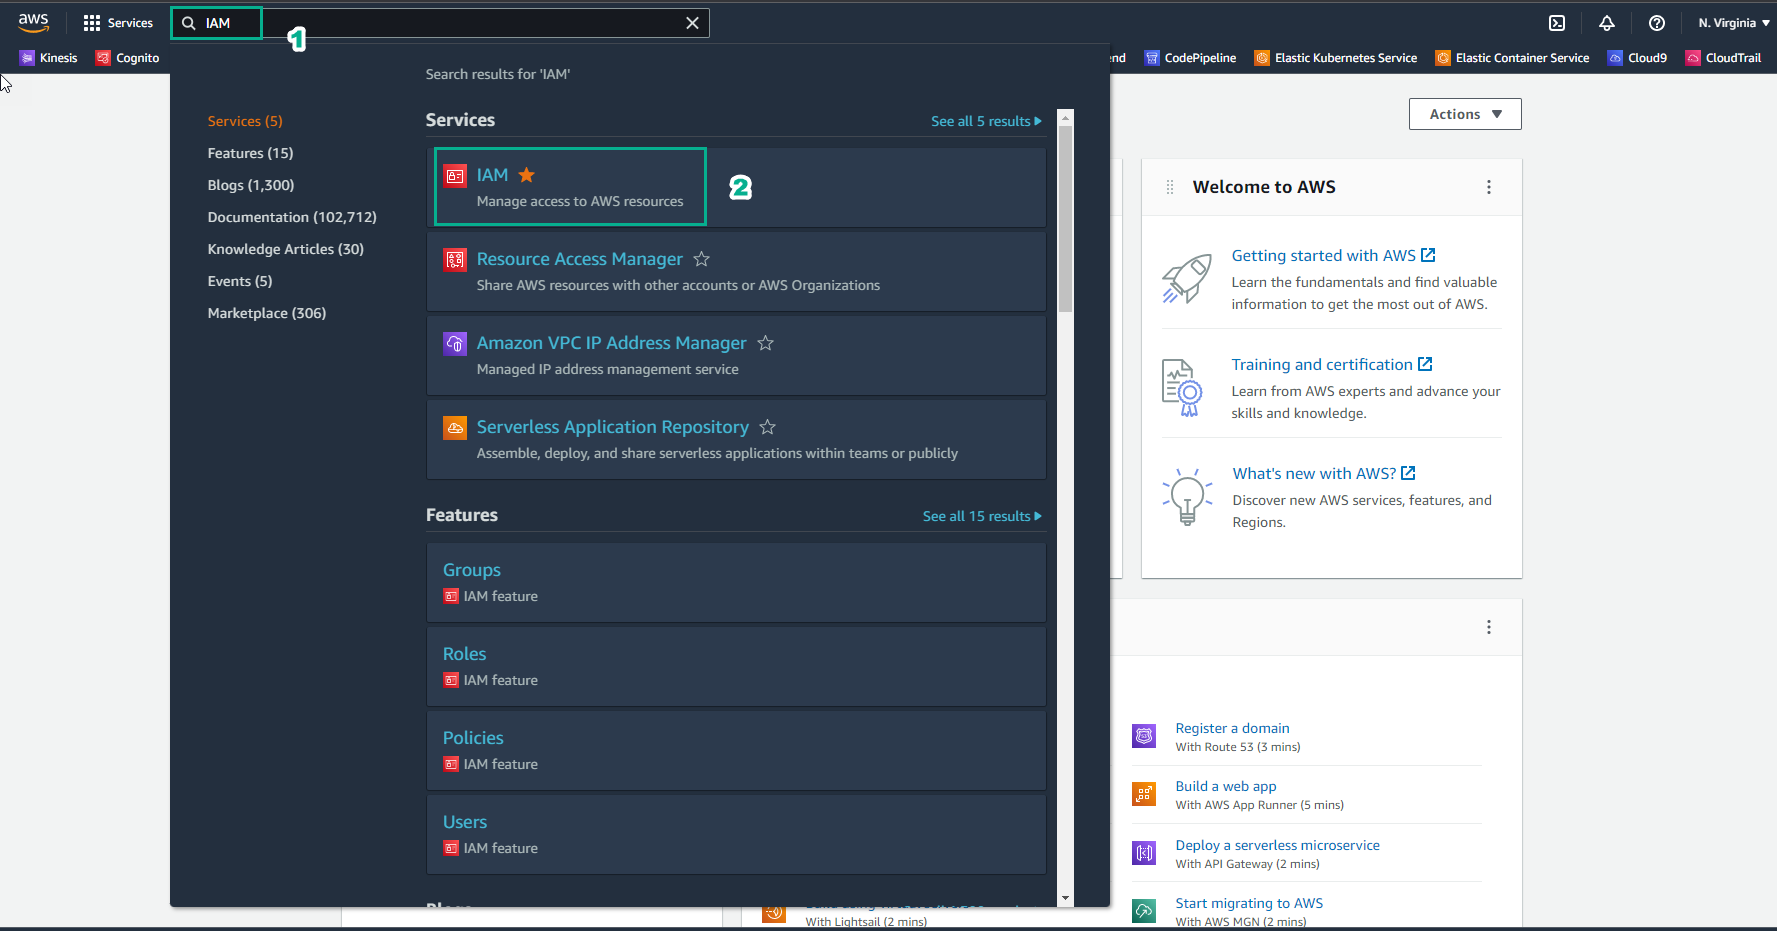 aws
Services
IAM
1
N. Virginia
Kinesis
Cognito
nd
CodePipeline
Elastic Kubernetes Service
Elastic Container Service
Cloud9
CloudTrail
Search results for 'IAM'
Services (5)
Features (15)
Blogs (1,300)
Documentation (102,712)
Knowledge Articles (30)
Events (5)
Marketplace (306)
Services
See all 5 results
IAM
Manage access to AWS resources
2
Resource Access Manager
Share AWS resources with other accounts or AWS Organizations
Amazon VPC IP Address Manager
Managed IP address management service
Serverless Application Repository
Assemble, deploy, and share serverless applications within teams or publicly
Features
See all 15 results
Groups
IAM feature
Roles
IAM feature
Policies
IAM feature
Users
IAM feature
Actions
Welcome to AWS
Getting started with AWS
Learn the fundamentals and find valuable
information to get the most out of AWS.
Training and certification
Learn from AWS experts and advance your
skills and knowledge.
What's new with AWS?
Discover new AWS services, features, and
Regions.
Register a domain
With Route 53 (3 mins)
Build a web app
With AWS App Runner (5 mins)
Deploy a serverless microservice
With API Gateway (2 mins)
Start migrating to AWS
With AWS MGN (2 mins)
With Lightsail (2 mins)